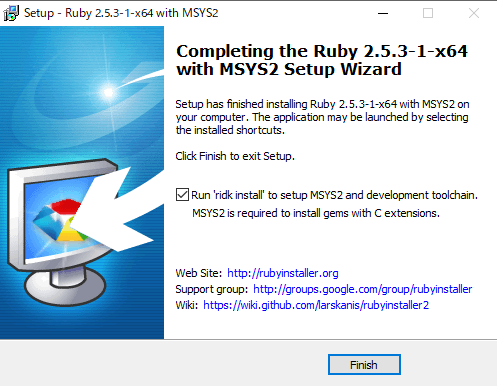 Setup - Ruby 2.5.3-1-x64 with MSYS2
Completing the Ruby 2.5.3-1-x64
with MSYS2 Setup Wizard
Setup has finished installing Ruby 2.5.3-1-x64 with MSYS2 on
your computer. The application may be launched by selecting
the installed shortcuts.
Click Finish to exit Setup.
Run 'ridk install' to setup MSYS2 and development toolchain.
MSYS2 is required to install gems with C extensions.
Web Site: http://rubyinstaller.org
Support group: http://groups.google.com/group/rubyinstaller
Wiki: https://wiki.github.com/larskanis/rubyinstaller2
Finish